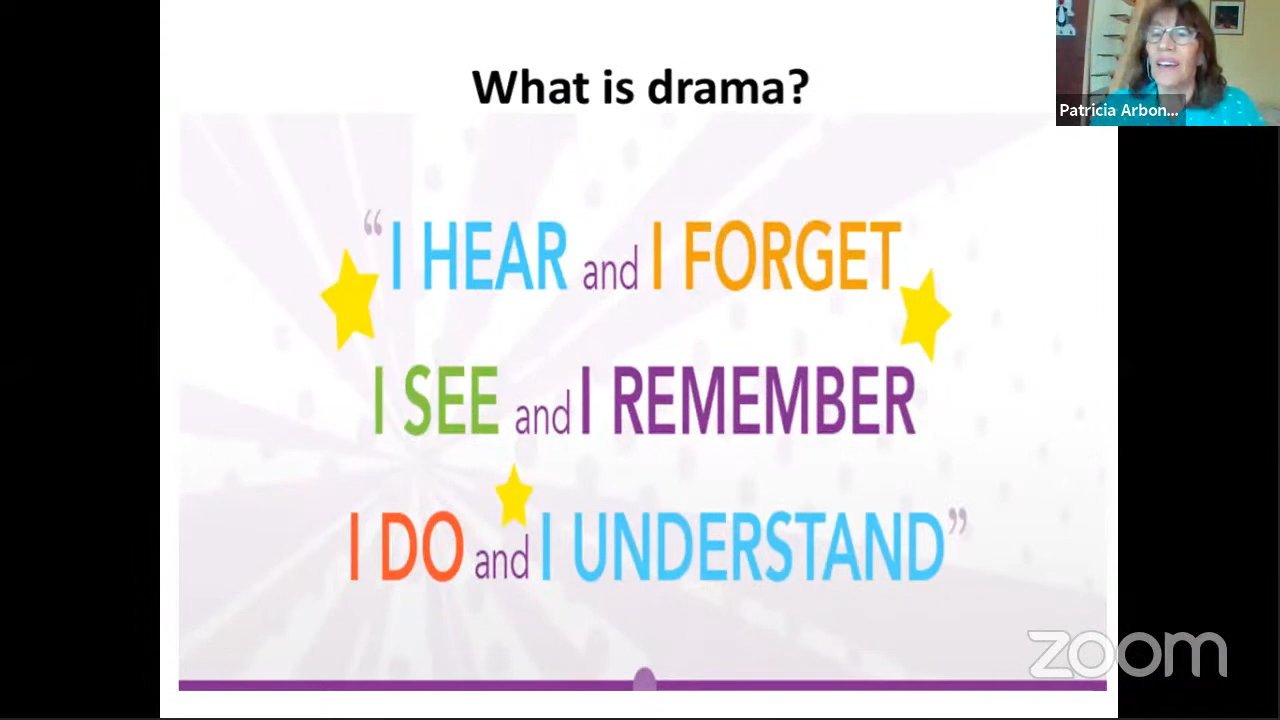 What is drama?
“I HEAR and I FORGET
I SEE and I REMEMBER
I DO and I UNDERSTAND”
Patricia Arbon...
zoom